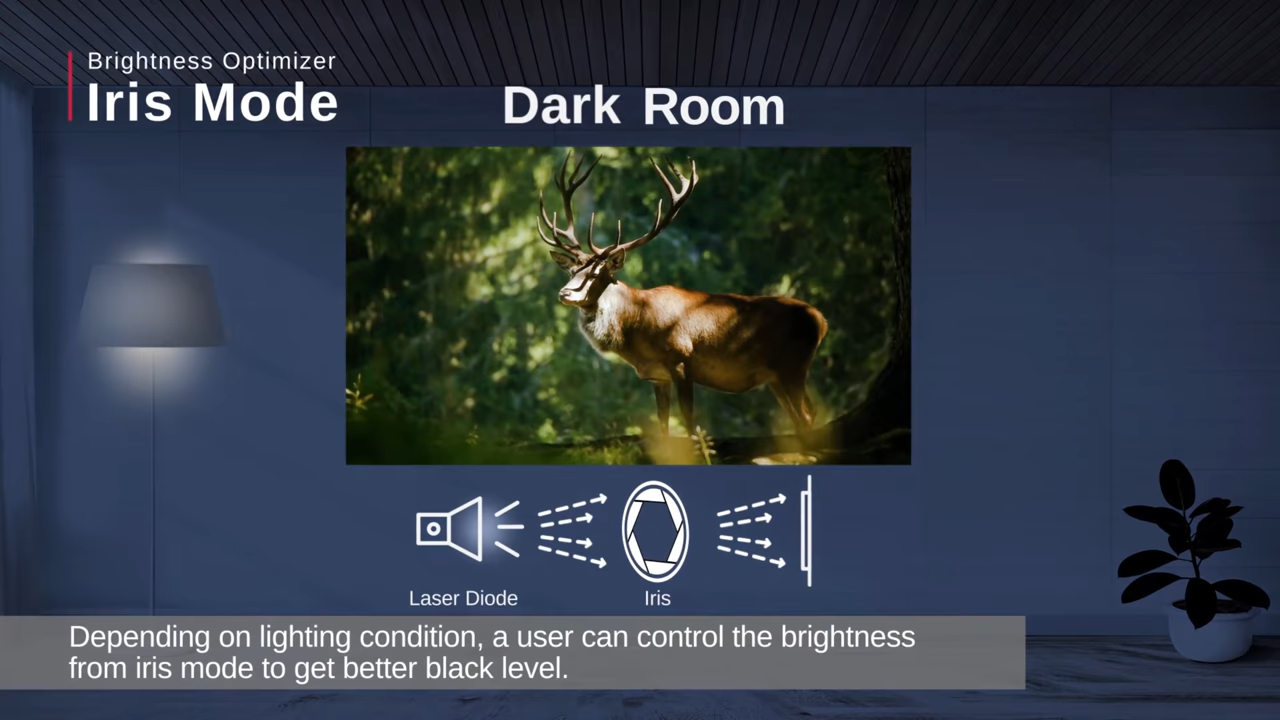 Brightness Optimizer
Iris Mode
Dark Room
Laser Diode
Iris
Depending on lighting condition, a user can control the brightness
from iris mode to get better black level.